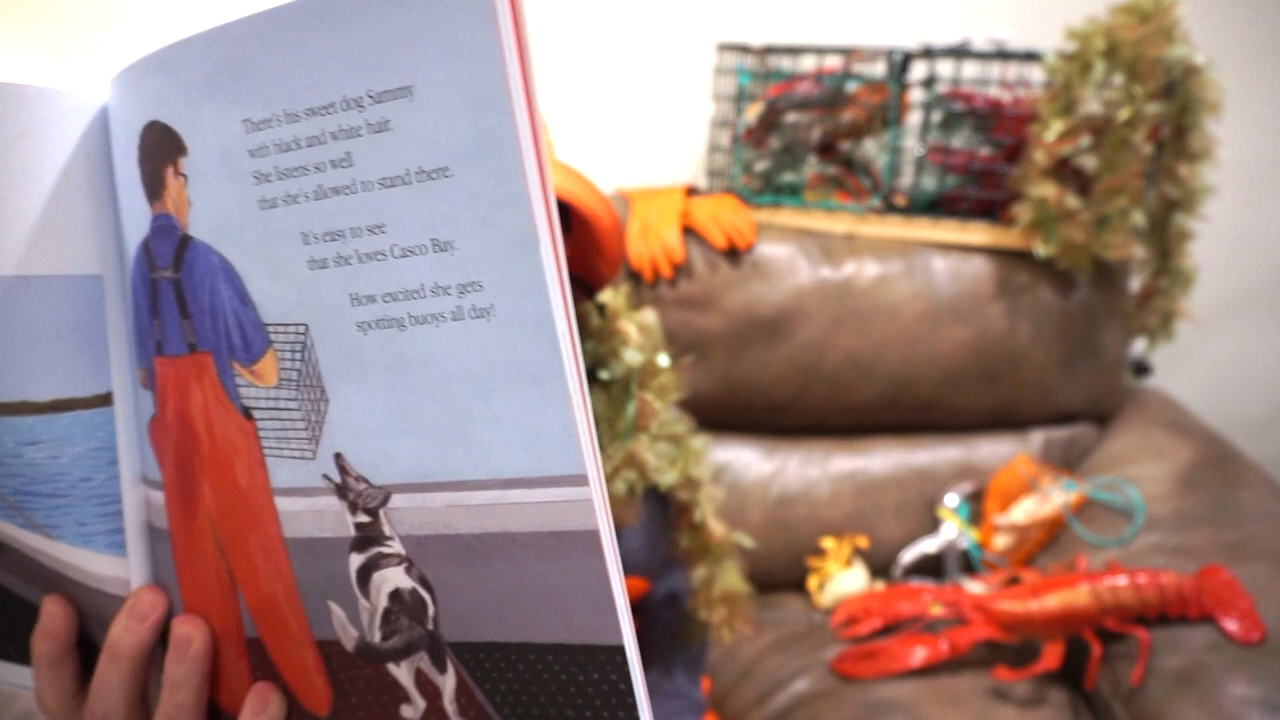 There's his sweet dog Sammy
with black and white hair.
She listens so well
that she's allowed to stand there.
It's easy to see
that she loves Casco Bay.
How excited she gets
spotting buoys all day!